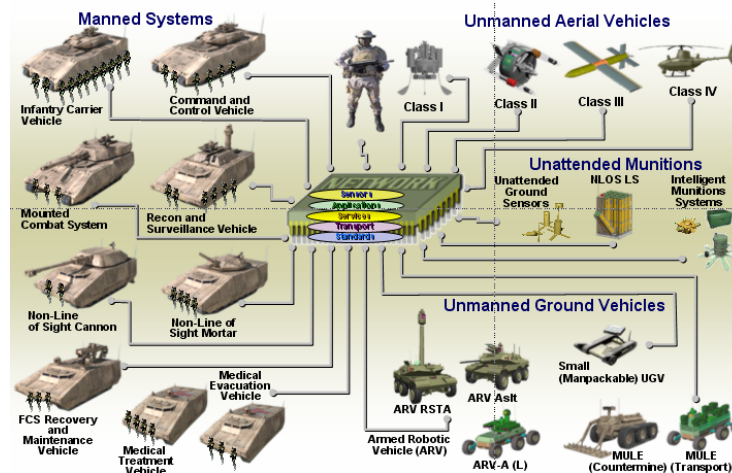 Manned Systems
Unmanned Aerial Vehicles
Infantry Carrier
Vehicle
Command and
Control Vehicle
Class I
Class II
Class III
Class IV
NETWORK
Sensors
Applications
Services
Transport
Standards
Unattended Munitions
Unattended
Ground
Sensors
NLOS LS
Intelligent
Munitions
Systems
Mounted
Combat System
Recon and
Surveillance Vehicle
Non-Line
of Sight Cannon
Non-Line of
Sight Mortar
Unmanned Ground Vehicles
Small
(Manpackable) UGV
ARV RSTA
ARV Aslt
Armed Robotic
Vehicle (ARV)
ARV-A (L)
MULE
(Countermine)
MULE
(Transport)
FCS Recovery
and
Maintenance
Vehicle
Medical
Evacuation
Vehicle
Medical
Treatment
Vehicle